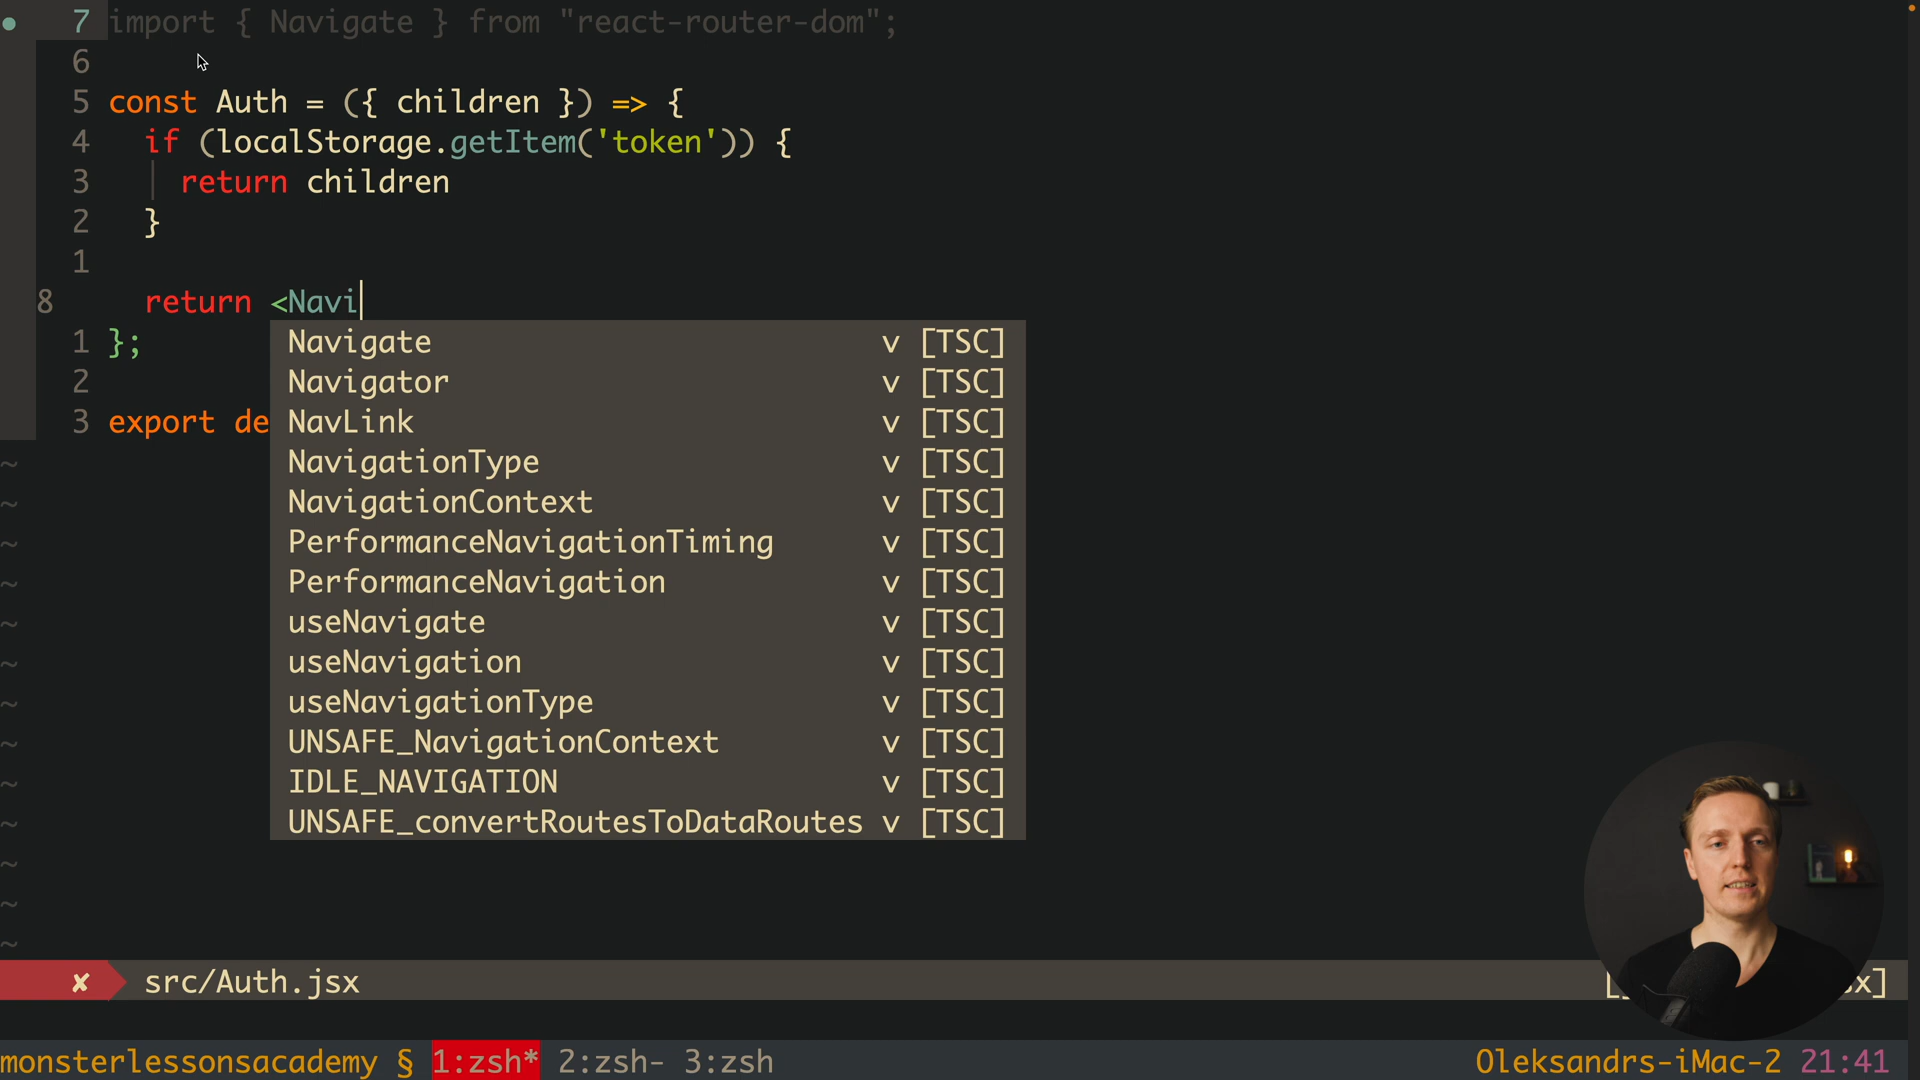 7 import { Navigate } from "react-router-dom";
6
5 const Auth = ({ children }) => {
4 if (localStorage.getItem('token')) {
3 return children
2 }
1
8 return <Navi
1 };
2
3 export de
Navigate v [TSC]
Navigator v [TSC]
NavLink v [TSC]
NavigationType v [TSC]
NavigationContext v [TSC]
PerformanceNavigationTiming v [TSC]
PerformanceNavigation v [TSC]
useNavigate v [TSC]
useNavigation v [TSC]
useNavigationType v [TSC]
UNSAFE_NavigationContext v [TSC]
IDLE_NAVIGATION v [TSC]
UNSAFE_convertRoutesToDataRoutes v [TSC]
~
~
~
~
~
~
~
~
~
~
~
~
~
✘ src/Auth.jsx
monsterlessonsacademy § 1:zsh* 2:zsh- 3:zsh Oleksandrs-iMac-2 21:41